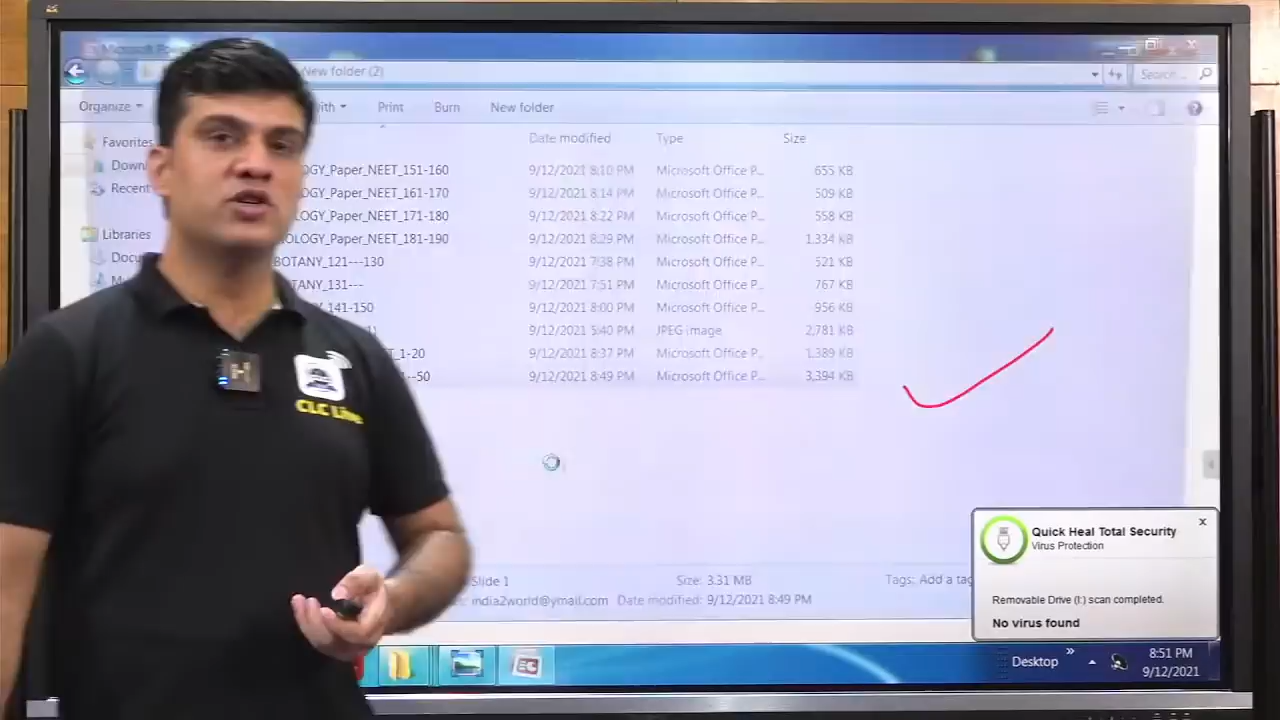 New folder (2)
Search...
Organize
Print
Burn
New folder
Favorites
Date modified
Type
Size
LOGY_Paper_NEET_151-160
9/12/2021 8:10 PM
Microsoft Office P...
655 KB
LOGY_Paper_NEET_161-170
9/12/2021 8:14 PM
Microsoft Office P...
509 KB
LOGY_Paper_NEET_171-180
9/12/2021 8:22 PM
Microsoft Office P...
558 KB
OLOGY_Paper_NEET_181-190
9/12/2021 8:29 PM
Microsoft Office P...
1,334 KB
Libraries
BOTANY_121---130
9/12/2021 7:38 PM
Microsoft Office P...
521 KB
TANY_131---
9/12/2021 7:51 PM
Microsoft Office P...
767 KB
141-150
9/12/2021 8:00 PM
Microsoft Office P...
956 KB
9/12/2021 5:40 PM
JPEG image
2,781 KB
1-20
9/12/2021 8:37 PM
Microsoft Office P...
1,389 KB
--50
9/12/2021 8:49 PM
Microsoft Office P...
3,394 KB
CLC Live
Quick Heal Total Security
Virus Protection
Removable Drive (I:) scan completed.
No virus found
Slide 1
Size: 3.31 MB
Tags: Add a tag
india2world@ymail.com
Date modified: 9/12/2021 8:49 PM
Desktop
8:51 PM
9/12/2021